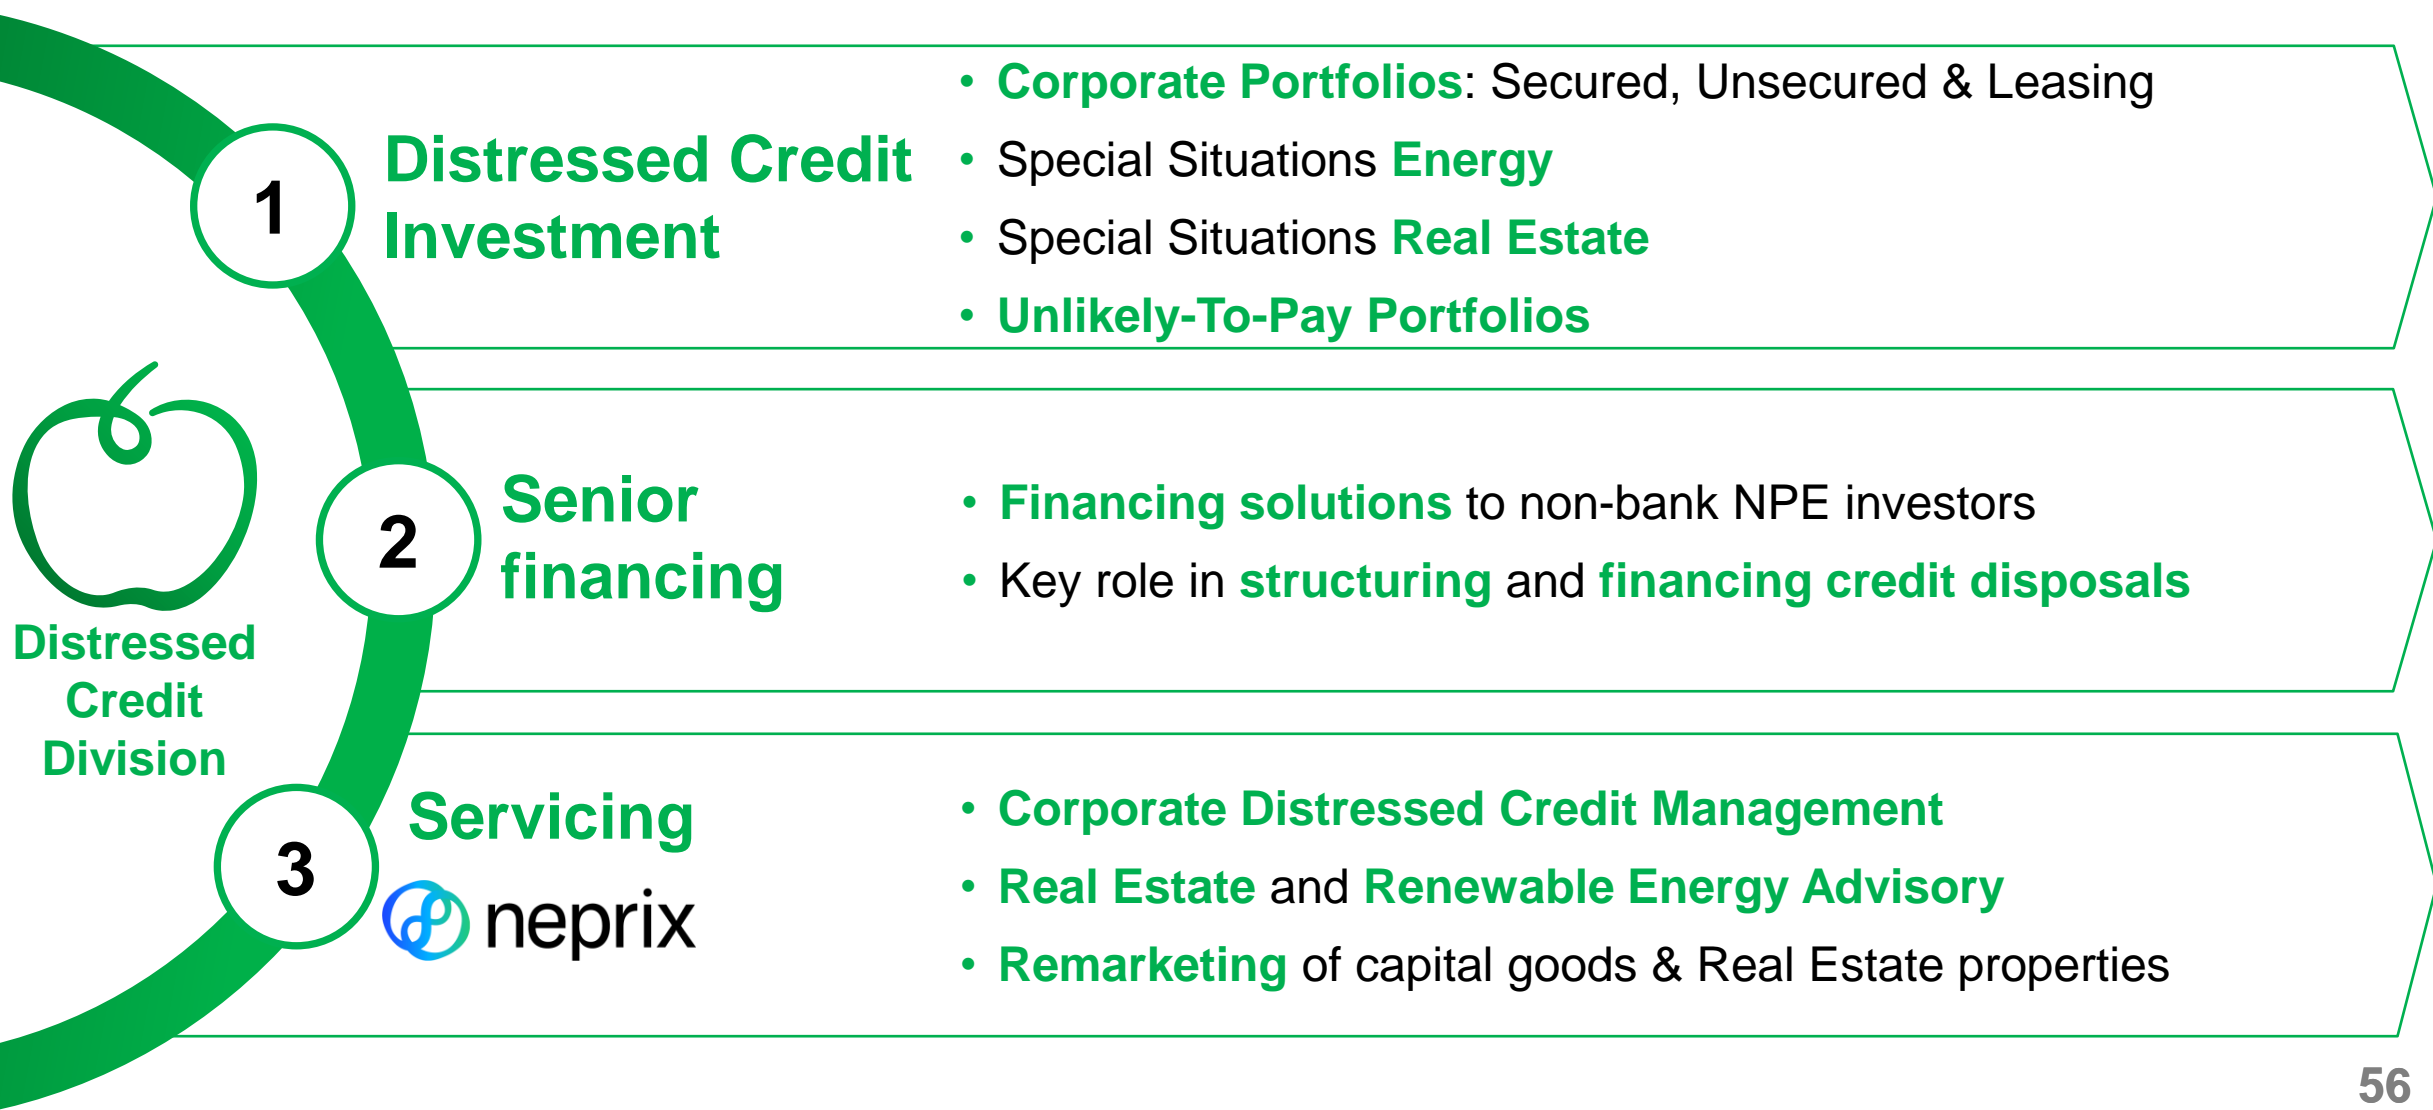 Distressed
Credit
Division
1
Distressed Credit
Investment
• Corporate Portfolios: Secured, Unsecured & Leasing
• Special Situations Energy
• Special Situations Real Estate
• Unlikely-To-Pay Portfolios
2
Senior
financing
• Financing solutions to non-bank NPE investors
• Key role in structuring and financing credit disposals
3
Servicing
neprix
• Corporate Distressed Credit Management
• Real Estate and Renewable Energy Advisory
• Remarketing of capital goods & Real Estate properties
56